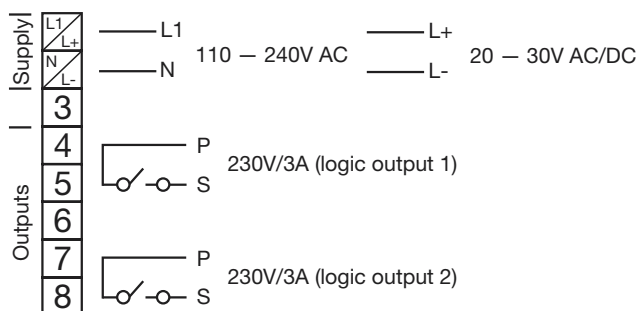 Supply
L1
L+
L1
110 – 240V AC
L+
20 – 30V AC/DC
N
L-
N
L-
3
Outputs
4
P
230V/3A (logic output 1)
5
S
6
7
P
230V/3A (logic output 2)
8
S